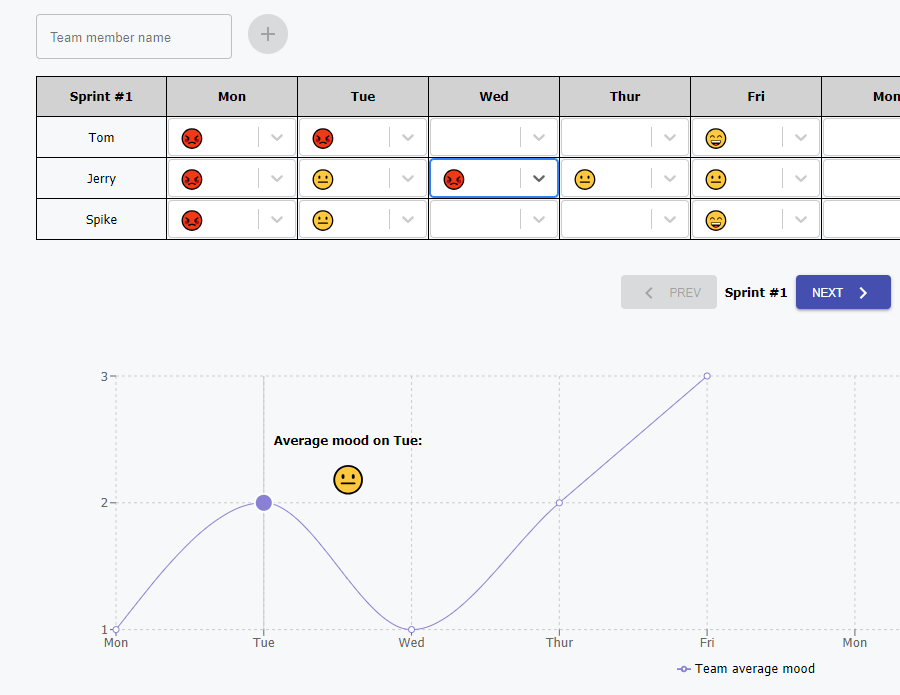 Team member name
Sprint #1 Mon Tue Wed Thur Fri Mon
Tom
Jerry
Spike
PREV Sprint #1 NEXT
3
Average mood on Tue:
2
1
Mon Tue Wed Thur Fri Mon
Team average mood